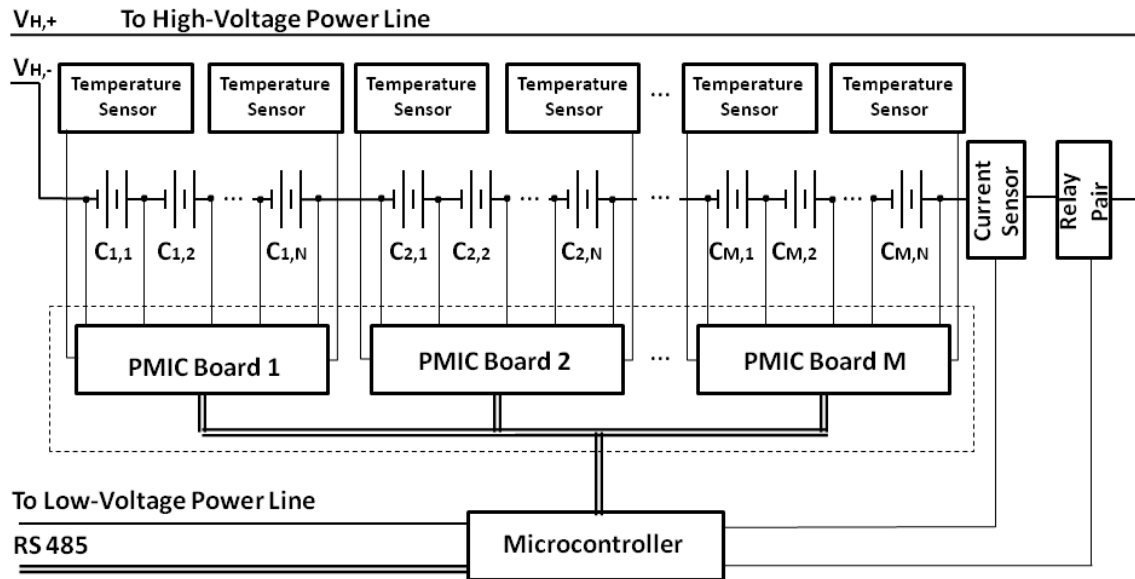 VH,+ To High-Voltage Power Line
VH,-
Temperature
Sensor
Temperature
Sensor
Temperature
Sensor
Temperature
Sensor
...
Temperature
Sensor
Temperature
Sensor
...
...
...
...
Current
Sensor
Relay
Pair
C1,1
C1,2
C1,N
C2,1
C2,2
C2,N
CM,1
CM,2
CM,N
PMIC Board 1
PMIC Board 2
...
PMIC Board M
To Low-Voltage Power Line
RS 485
Microcontroller